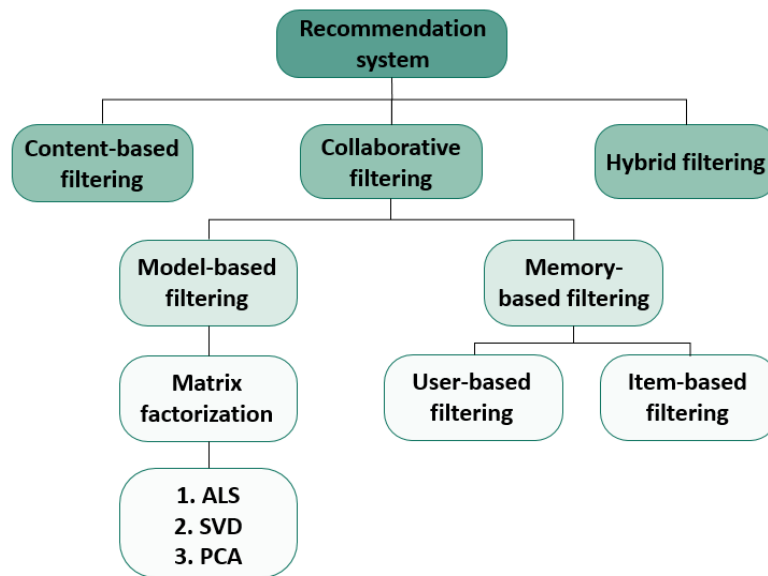 Recommendation
system
Content-based
filtering
Collaborative
filtering
Hybrid filtering
Model-based
filtering
Memory-
based filtering
Matrix
factorization
User-based
filtering
Item-based
filtering
1. ALS
2. SVD
3. PCA